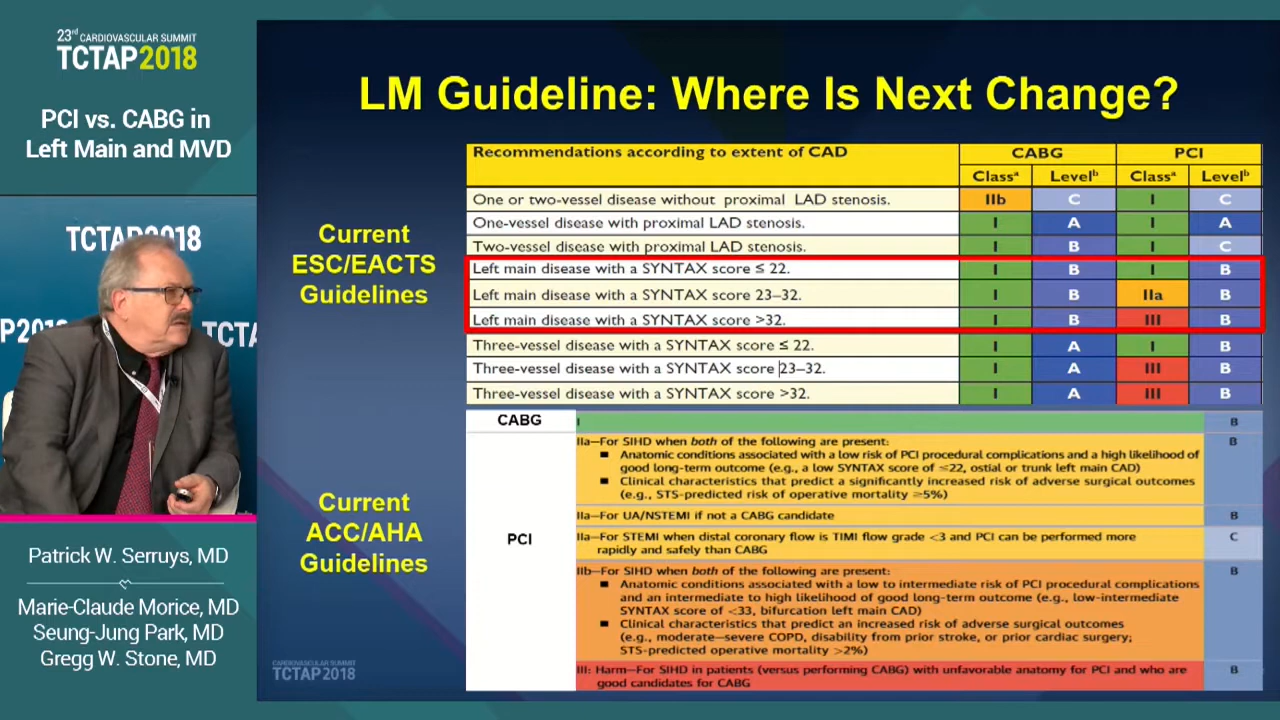 23rd CARDIOVASCULAR SUMMIT
TCTAP2018
PCI vs. CABG in
Left Main and MVD
TCTAP2018
TCTA
Patrick W. Serruys, MD
Marie-Claude Morice, MD
Seung-Jung Park, MD
Gregg W. Stone, MD
LM Guideline: Where Is Next Change?
Current
ESC/EACTS
Guidelines
Recommendations according to extent of CAD CABG PCI
Classᵃ Levelᵇ Classᵃ Levelᵇ
One or two-vessel disease without proximal LAD stenosis. IIb C I C
One-vessel disease with proximal LAD stenosis. I A I A
Two-vessel disease with proximal LAD stenosis. I B I C
Left main disease with a SYNTAX score ≤ 22. I B I B
Left main disease with a SYNTAX score 23–32. I B IIa B
Left main disease with a SYNTAX score >32. I B III B
Three-vessel disease with a SYNTAX score ≤ 22. I A I B
Three-vessel disease with a SYNTAX score 23–32. I A III B
Three-vessel disease with a SYNTAX score >32. I A III B
Current
ACC/AHA
Guidelines
CABG I B
PCI
IIa—For SIHD when both of the following are present: B
■ Anatomic conditions associated with a low risk of PCI procedural complications and a high likelihood of
good long-term outcome (e.g., a low SYNTAX score of ≤22, ostial or trunk left main CAD)
■ Clinical characteristics that predict a significantly increased risk of adverse surgical outcomes
(e.g., STS-predicted risk of operative mortality ≥5%)
IIa—For UA/NSTEMI if not a CABG candidate B
IIa—For STEMI when distal coronary flow is TIMI flow grade <3 and PCI can be performed more C
rapidly and safely than CABG
IIb—For SIHD when both of the following are present: B
■ Anatomic conditions associated with a low to intermediate risk of PCI procedural complications
and an intermediate to high likelihood of good long-term outcome (e.g., low-intermediate
SYNTAX score of <33, bifurcation left main CAD)
■ Clinical characteristics that predict an increased risk of adverse surgical outcomes
(e.g., moderate—severe COPD, disability from prior stroke, or prior cardiac surgery;
STS-predicted operative mortality >2%)
III: Harm—For SIHD in patients (versus performing CABG) with unfavorable anatomy for PCI and who are B
good candidates for CABG
CARDIOVASCULAR SUMMIT
TCTAP2018